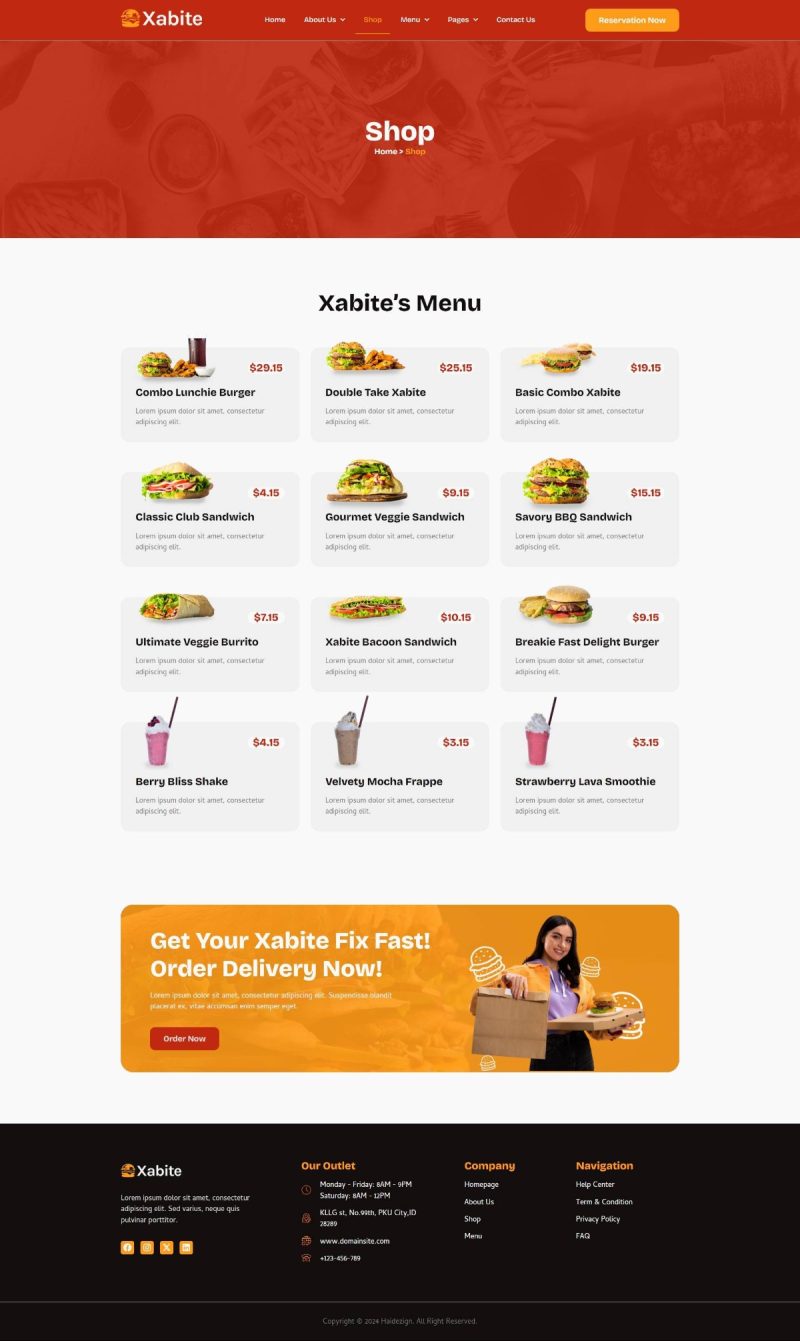 Xabite
Home
About Us
Shop
Menu
Pages
Contact Us
Reservation Now
Shop
Home > Shop
Xabite's Menu
$29.15
Combo Lunchie Burger
Lorem ipsum dolor sit amet, consectetur
adipiscing elit.
$25.15
Double Take Xabite
Lorem ipsum dolor sit amet, consectetur
adipiscing elit.
$19.15
Basic Combo Xabite
Lorem ipsum dolor sit amet, consectetur
adipiscing elit.
$4.15
Classic Club Sandwich
Lorem ipsum dolor sit amet, consectetur
adipiscing elit.
$9.15
Gourmet Veggie Sandwich
Lorem ipsum dolor sit amet, consectetur
adipiscing elit.
$15.15
Savory BBQ Sandwich
Lorem ipsum dolor sit amet, consectetur
adipiscing elit.
$7.15
Ultimate Veggie Burrito
Lorem ipsum dolor sit amet, consectetur
adipiscing elit.
$10.15
Xabite Bacoon Sandwich
Lorem ipsum dolor sit amet, consectetur
adipiscing elit.
$9.15
Breakie Fast Delight Burger
Lorem ipsum dolor sit amet, consectetur
adipiscing elit.
$4.15
Berry Bliss Shake
Lorem ipsum dolor sit amet, consectetur
adipiscing elit.
$3.15
Velvety Mocha Frappe
Lorem ipsum dolor sit amet, consectetur
adipiscing elit.
$3.15
Strawberry Lava Smoothie
Lorem ipsum dolor sit amet, consectetur
adipiscing elit.
Get Your Xabite Fix Fast!
Order Delivery Now!
Lorem ipsum dolor sit amet, consectetur adipiscing elit. Suspendisse blandit
placerat ex, vitae accumsan enim semper eget.
Order Now
Xabite
Lorem ipsum dolor sit amet, consectetur
adipiscing elit. Sed varius, neque quis
pulvinar porttitor.
Our Outlet
Monday - Friday: 8AM - 9PM
Saturday: 8AM - 12PM
KLLG st, No.99th, PKU City,ID
28289
www.domainsite.com
+123-456-789
Company
Homepage
About Us
Shop
Menu
Navigation
Help Center
Term & Condition
Privacy Policy
FAQ
Copyright © 2024 Haidezign. All Right Reserved.